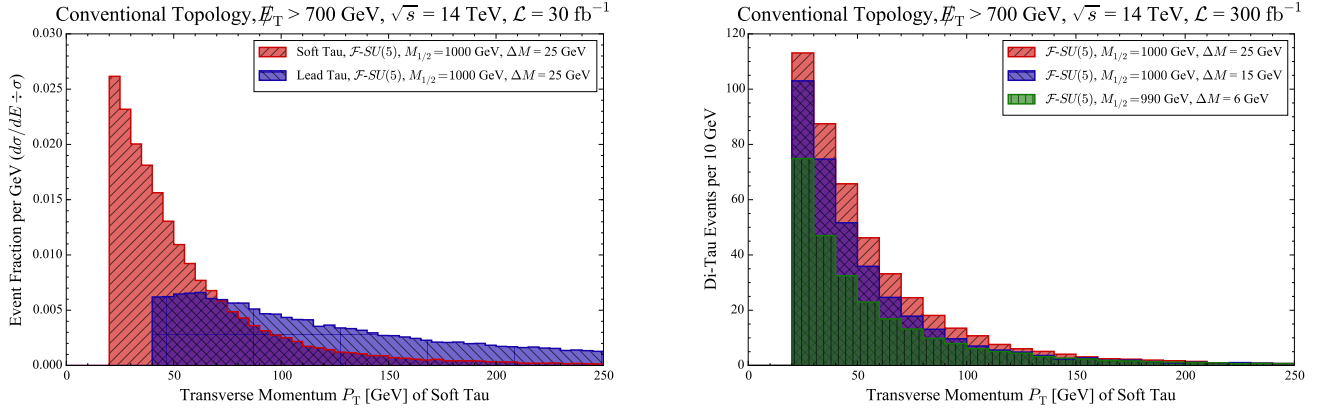 Conventional Topology, E̸_T > 700 GeV, √s = 14 TeV, ℒ = 30 fb⁻¹
Event Fraction per GeV (dσ/dE ÷ σ)
0.030
0.025
0.020
0.015
0.010
0.005
0.000
Soft Tau, ℱ-SU(5), M₁/₂ = 1000 GeV, ΔM = 25 GeV
Lead Tau, ℱ-SU(5), M₁/₂ = 1000 GeV, ΔM = 25 GeV
0 50 100 150 200 250
Transverse Momentum P_T [GeV] of Soft Tau
Conventional Topology, E̸_T > 700 GeV, √s = 14 TeV, ℒ = 300 fb⁻¹
Di-Tau Events per 10 GeV
120
100
80
60
40
20
0
ℱ-SU(5), M₁/₂ = 1000 GeV, ΔM = 25 GeV
ℱ-SU(5), M₁/₂ = 1000 GeV, ΔM = 15 GeV
ℱ-SU(5), M₁/₂ = 990 GeV, ΔM = 6 GeV
0 50 100 150 200 250
Transverse Momentum P_T [GeV] of Soft Tau